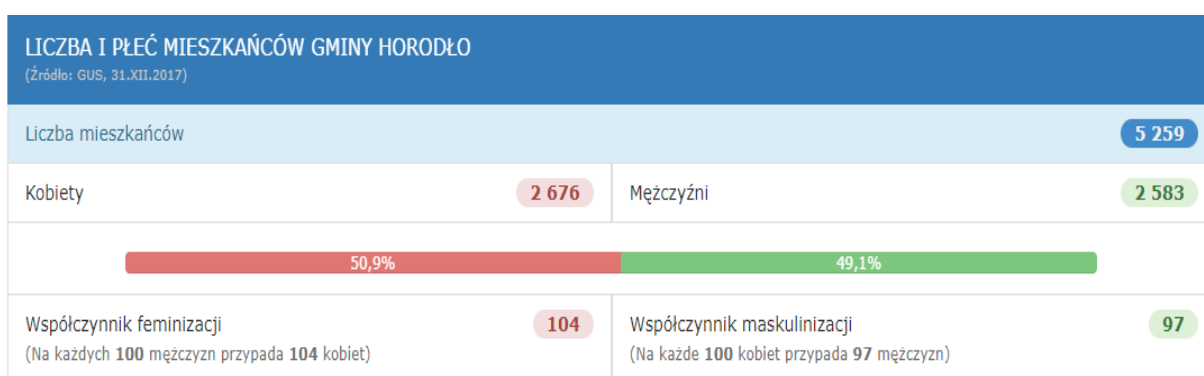 LICZBA I PŁEĆ MIESZKAŃCÓW GMINY HORODŁO
(Źródło: GUS, 31.XII.2017)
Liczba mieszkańców 5 259
Kobiety 2 676 Mężczyźni 2 583
50,9% 49,1%
Współczynnik feminizacji 104 Współczynnik maskulinizacji 97
(Na każdych 100 mężczyzn przypada 104 kobiet) (Na każde 100 kobiet przypada 97 mężczyzn)